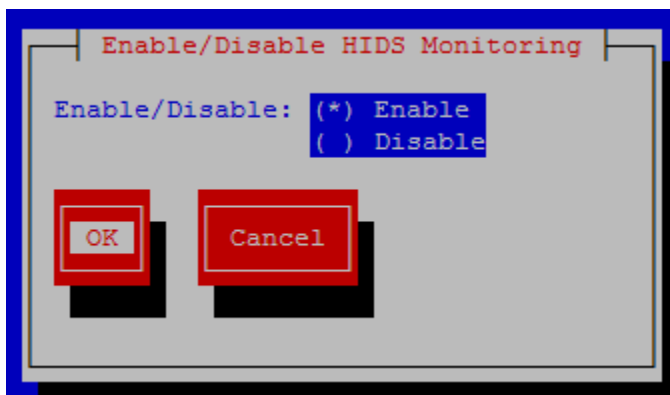 Enable/Disable HIDS Monitoring
Enable/Disable: (*) Enable
( ) Disable
OK Cancel